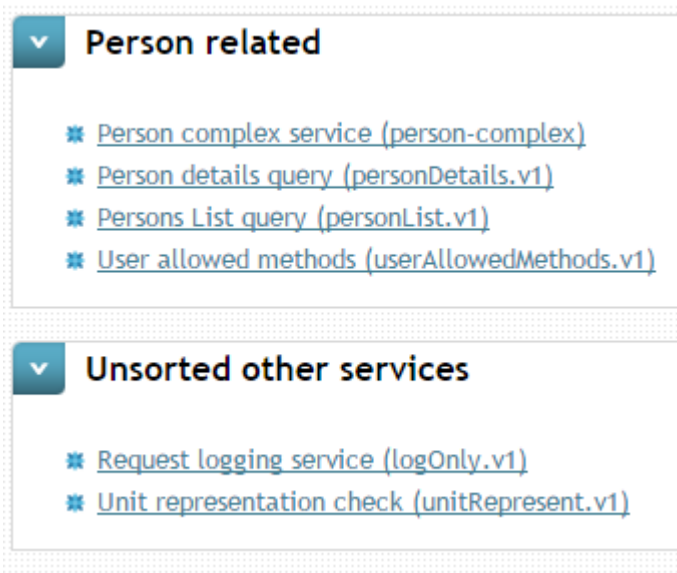 Person related
Person complex service (person-complex)
Person details query (personDetails.v1)
Persons List query (personList.v1)
User allowed methods (userAllowedMethods.v1)
Unsorted other services
Request logging service (logOnly.v1)
Unit representation check (unitRepresent.v1)